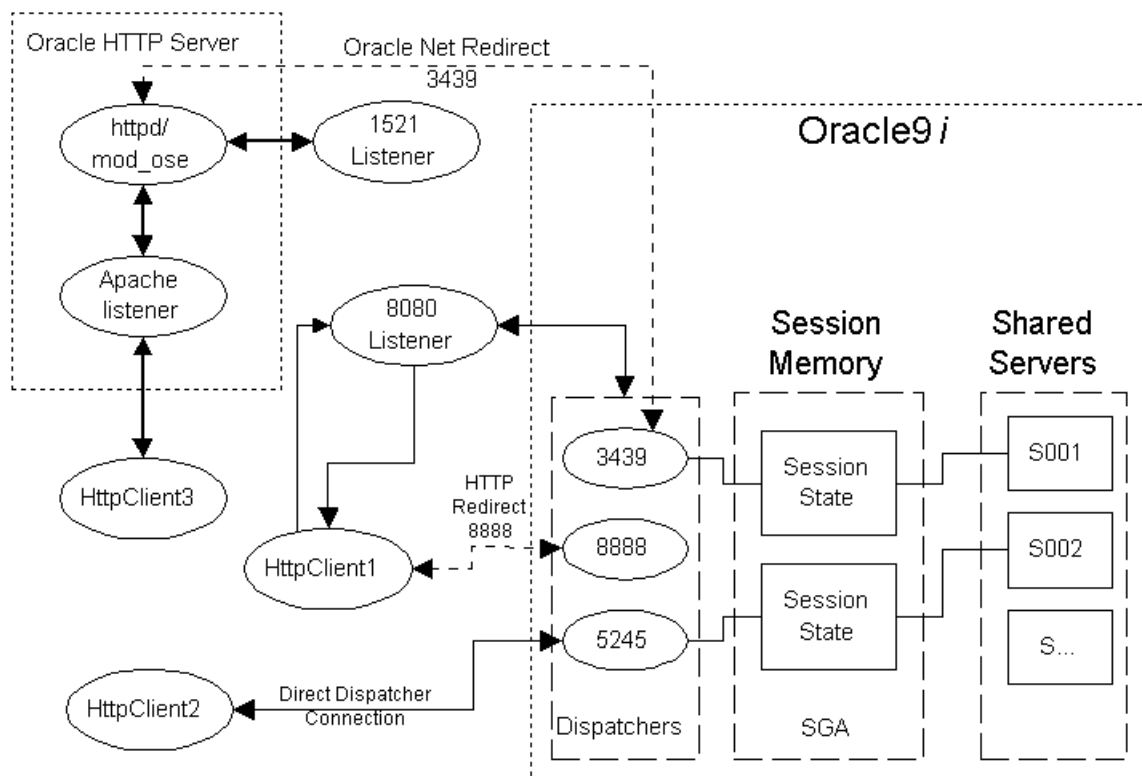 Oracle HTTP Server
Oracle Net Redirect
3439
httpd/
mod_ose
1521
Listener
Oracle9i
Apache
listener
8080
Listener
Session
Memory
Shared
Servers
HttpClient3
HTTP
Redirect
8888
3439
Session
State
S001
HttpClient1
8888
S002
Session
State
5245
S...
HttpClient2
Direct Dispatcher
Connection
Dispatchers
SGA